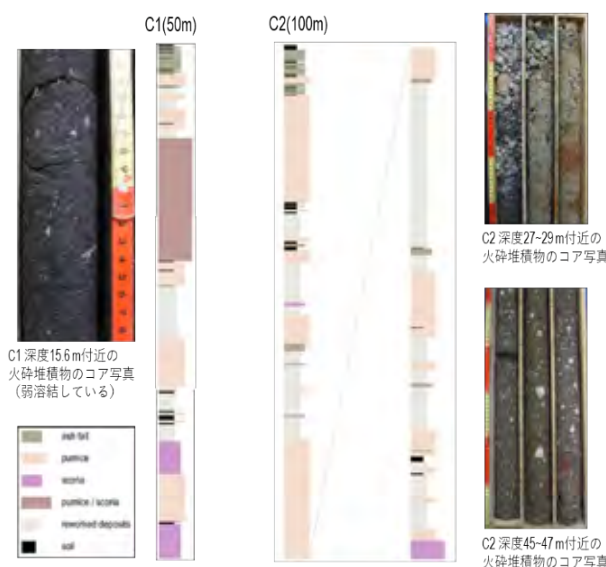 C1(50m)
C2(100m)
C1 深度15.6m付近の
火砕堆積物のコア写真
(弱溶結している)
ash fall
pumice
scoria
pumice / scoria
reworked deposits
soil
C2 深度27~29m付近の
火砕堆積物のコア写真
C2 深度45~47m付近の
火砕堆積物のコア写真